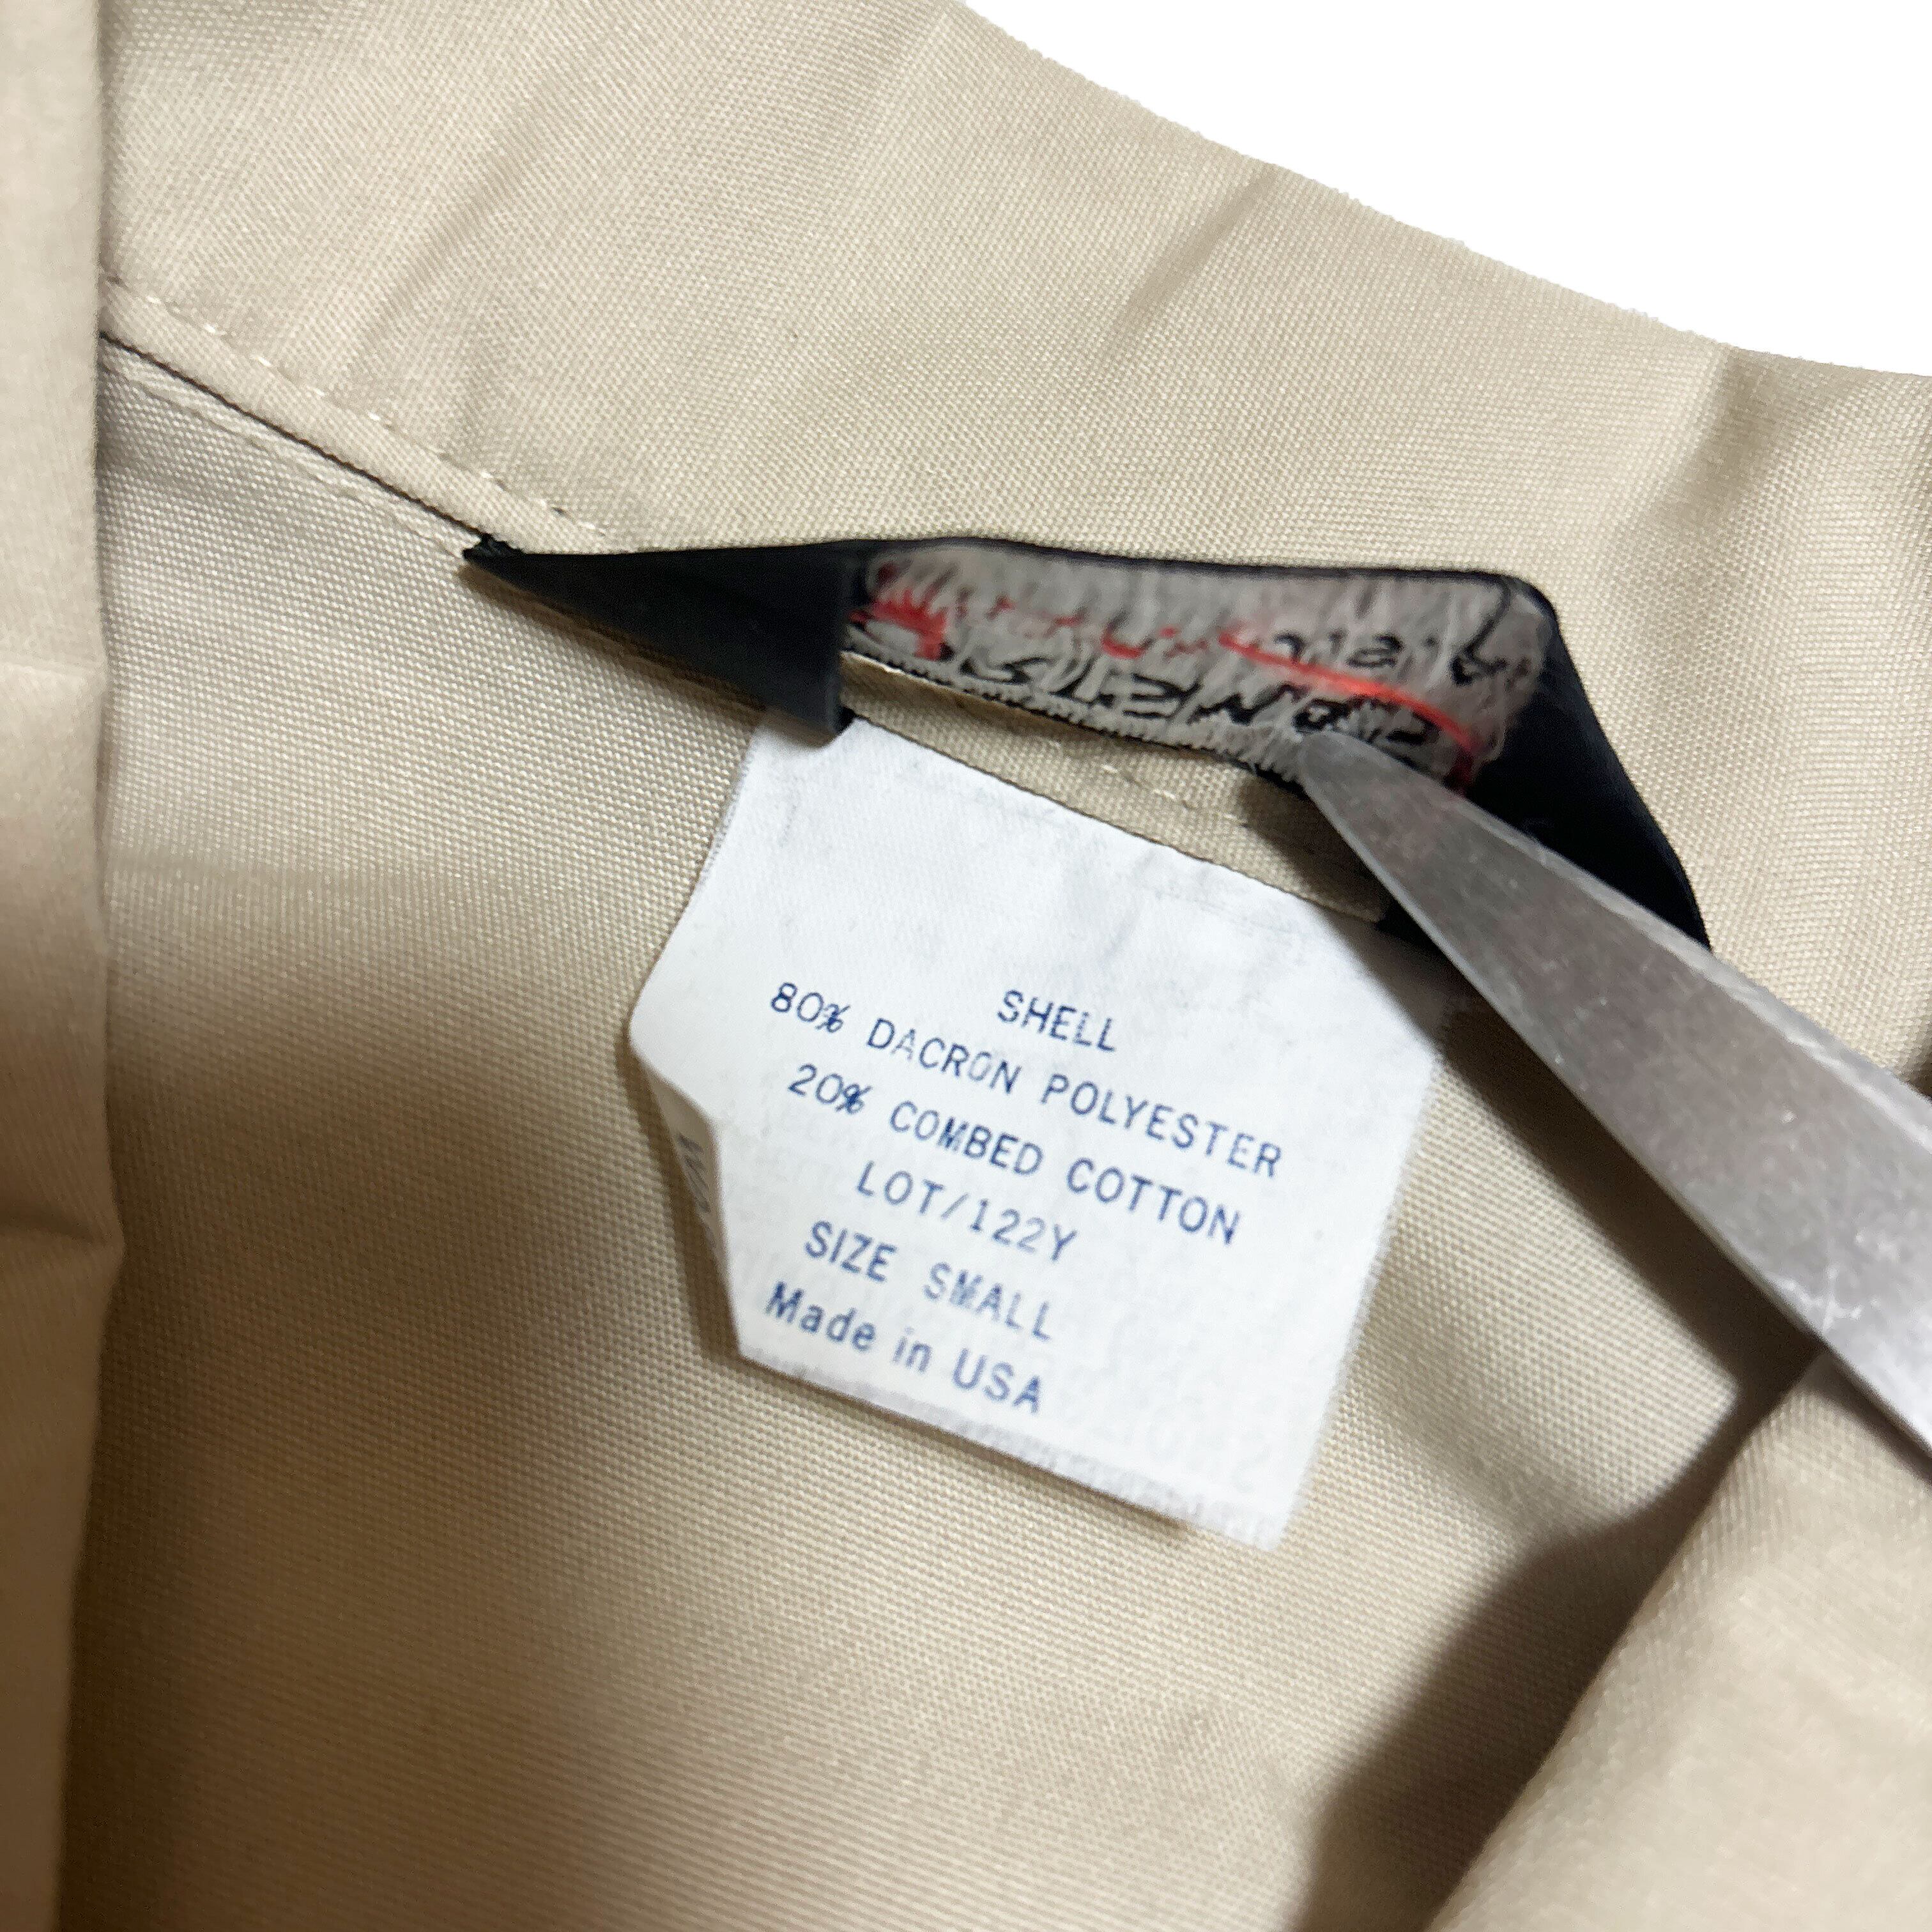 SHELL
80% DACRON POLYESTER
20% COMBED COTTON
LOT/122Y
SIZE SMALL
Made in USA